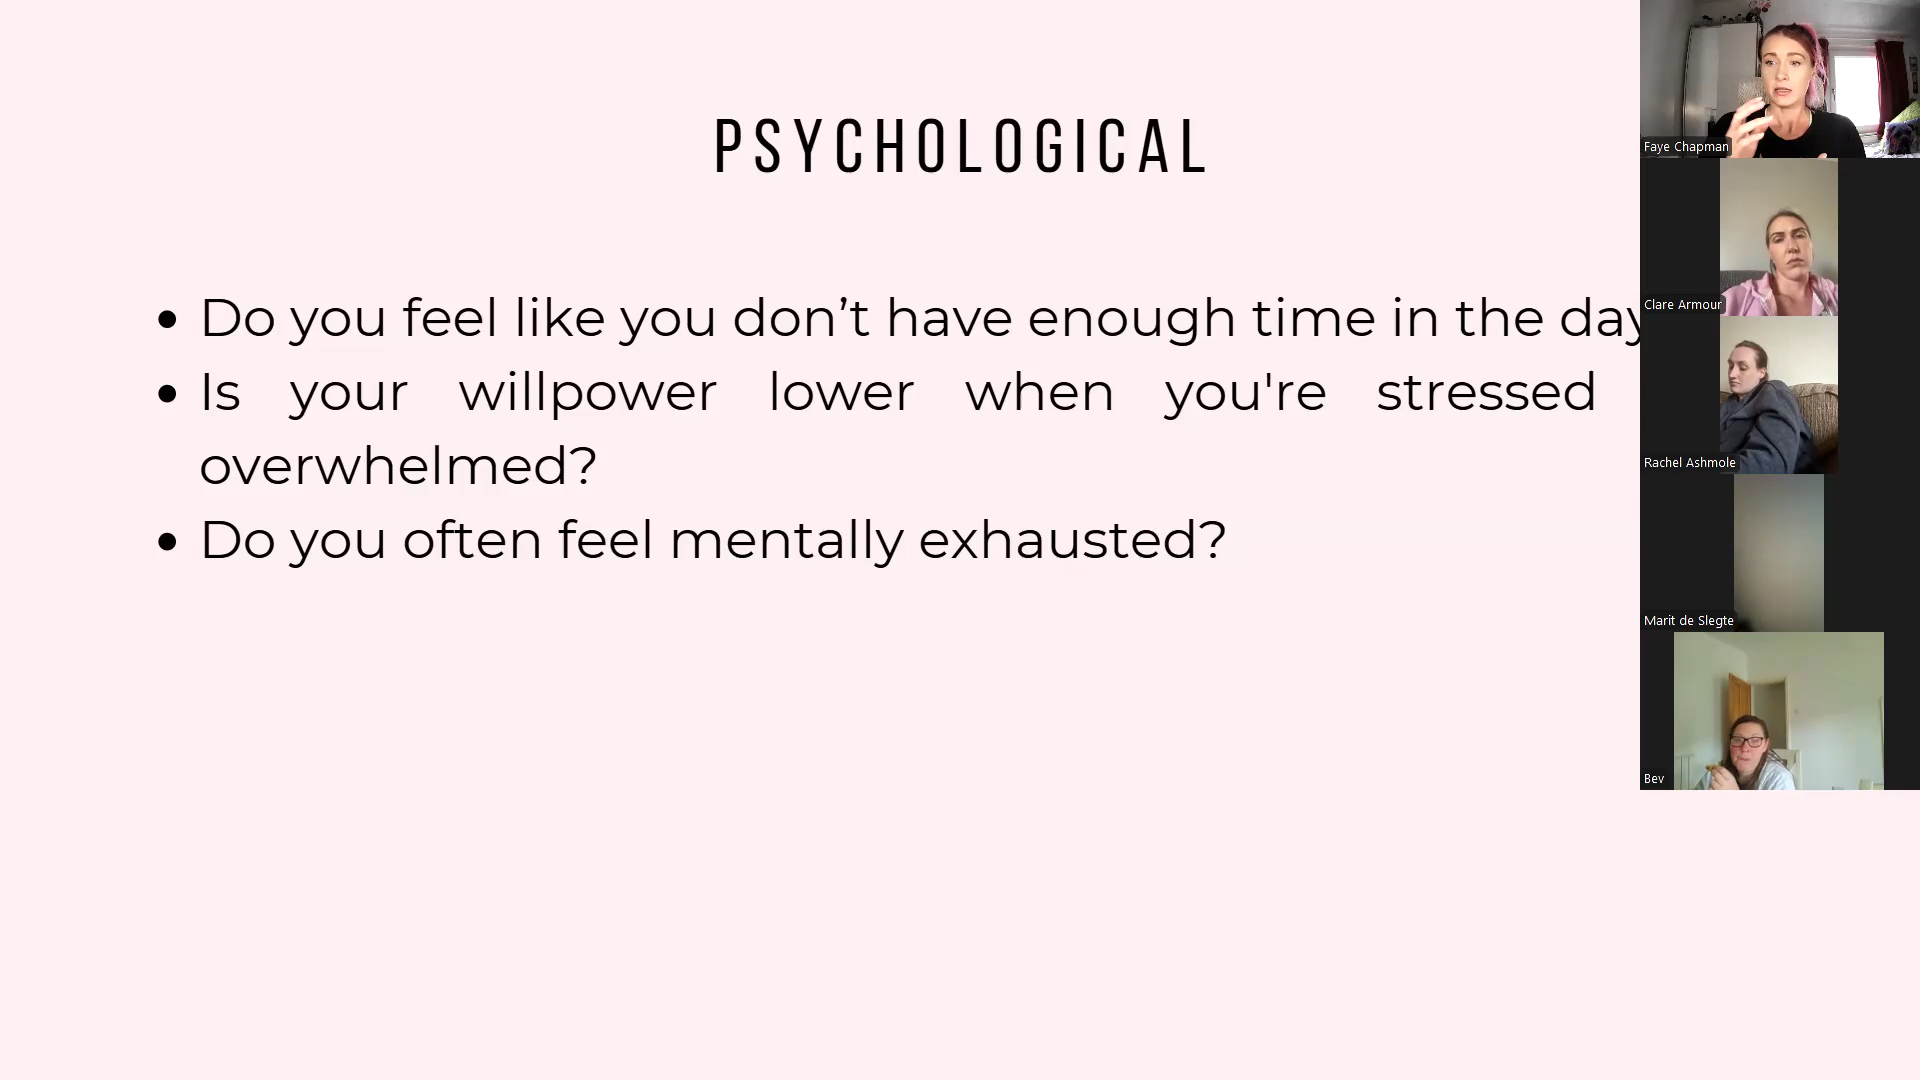 PSYCHOLOGICAL
Do you feel like you don’t have enough time in the day
Is your willpower lower when you're stressed
overwhelmed?
Do you often feel mentally exhausted?
Faye Chapman
Clare Armour
Rachel Ashmole
Marit de Slegte
Bev